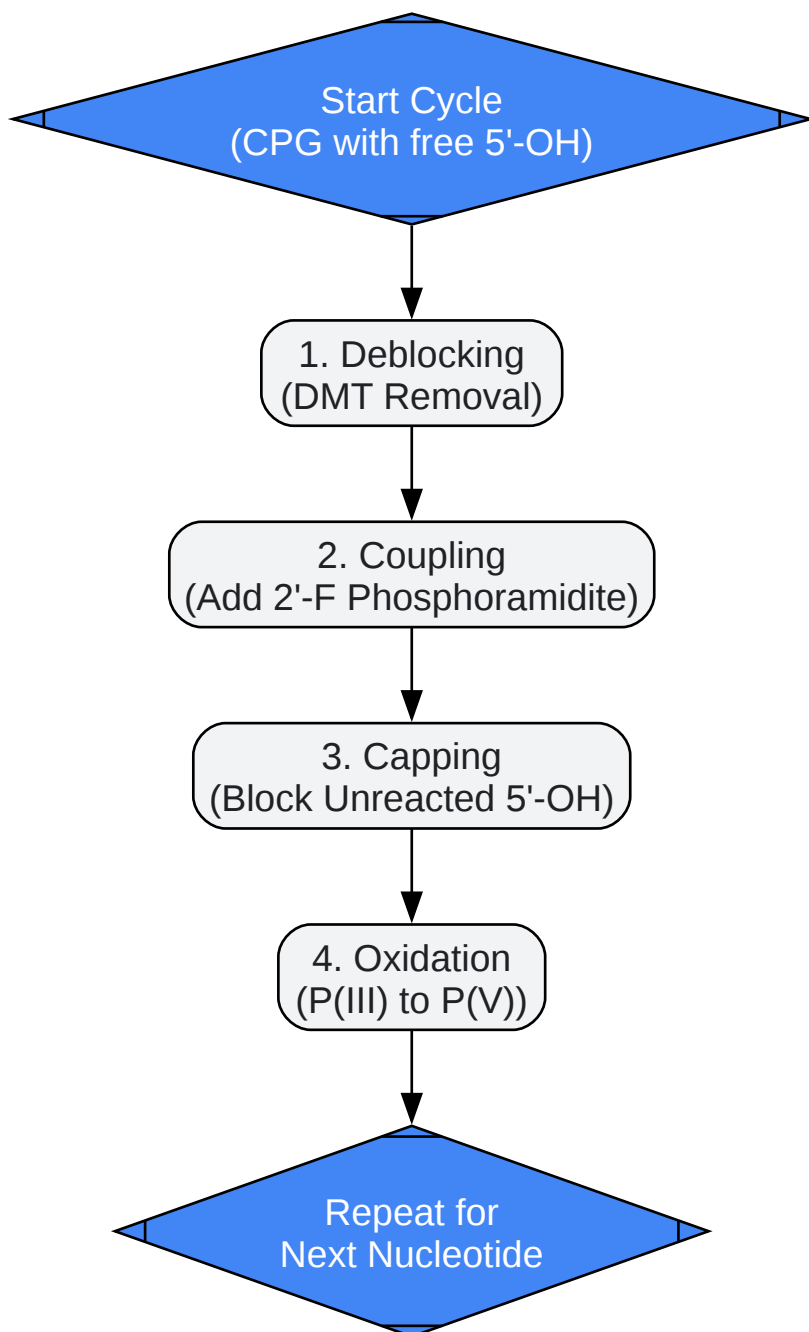 Start Cycle
(CPG with free 5'-OH)
1. Deblocking
(DMT Removal)
2. Coupling
(Add 2'-F Phosphoramidite)
3. Capping
(Block Unreacted 5'-OH)
4. Oxidation
(P(III) to P(V))
Repeat for
Next Nucleotide